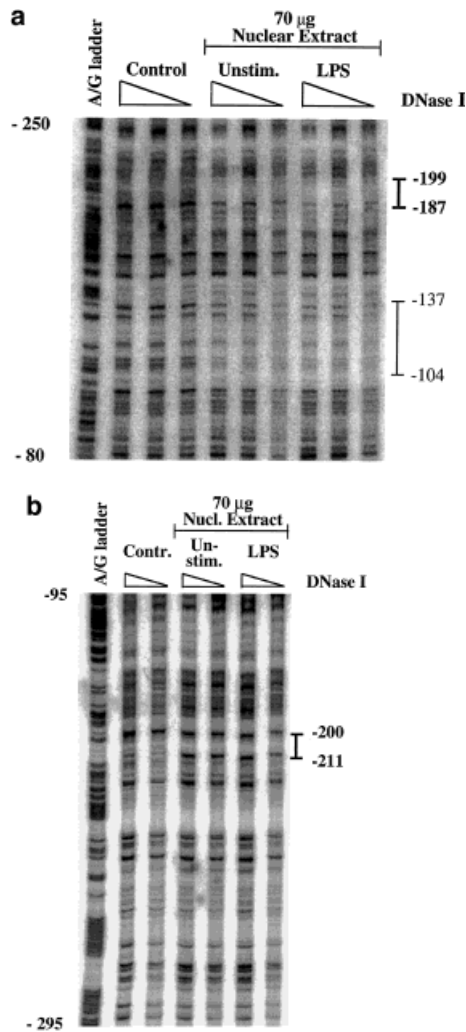 a
70 µg
Nuclear Extract
A/G ladder
Control
Unstim.
LPS
DNase I
- 250
-199
-187
-137
-104
- 80
b
70 µg
Nucl. Extract
A/G ladder
Contr.
Un-
stim.
LPS
DNase I
-95
-200
-211
- 295